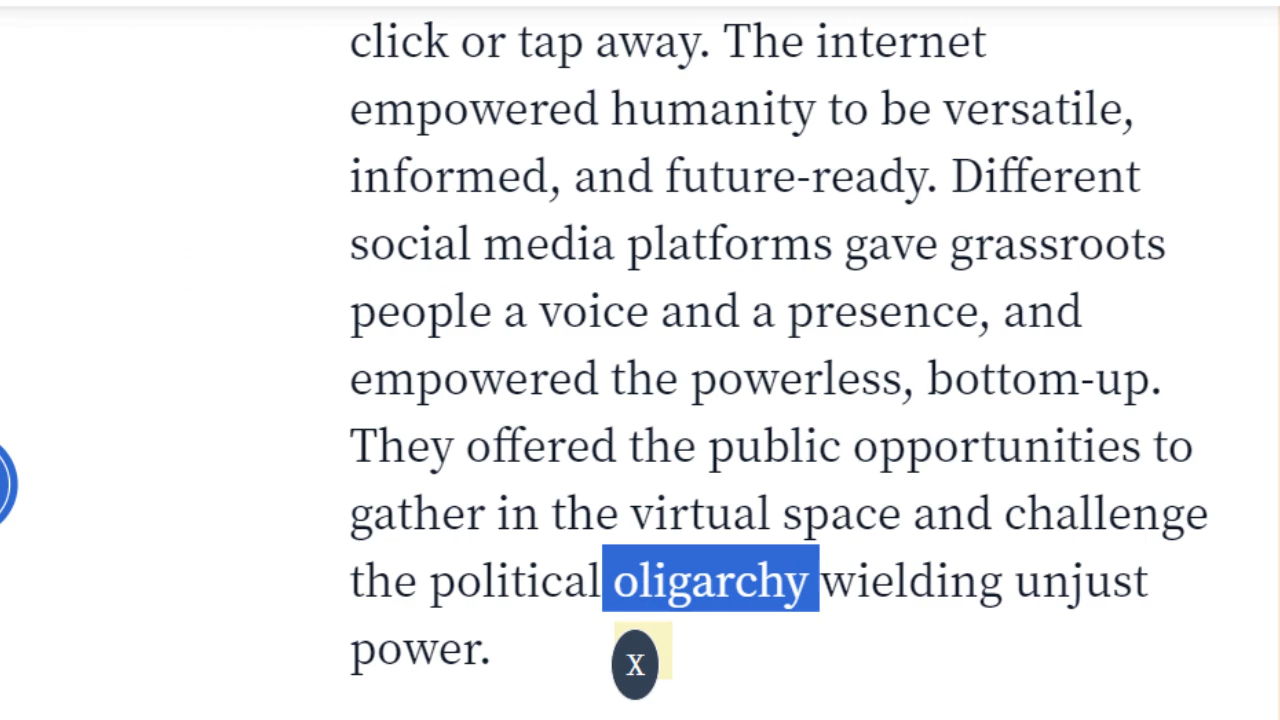 click or tap away. The internet
empowered humanity to be versatile,
informed, and future-ready. Different
social media platforms gave grassroots
people a voice and a presence, and
empowered the powerless, bottom-up.
They offered the public opportunities to
gather in the virtual space and challenge
the political oligarchy wielding unjust
power.
X